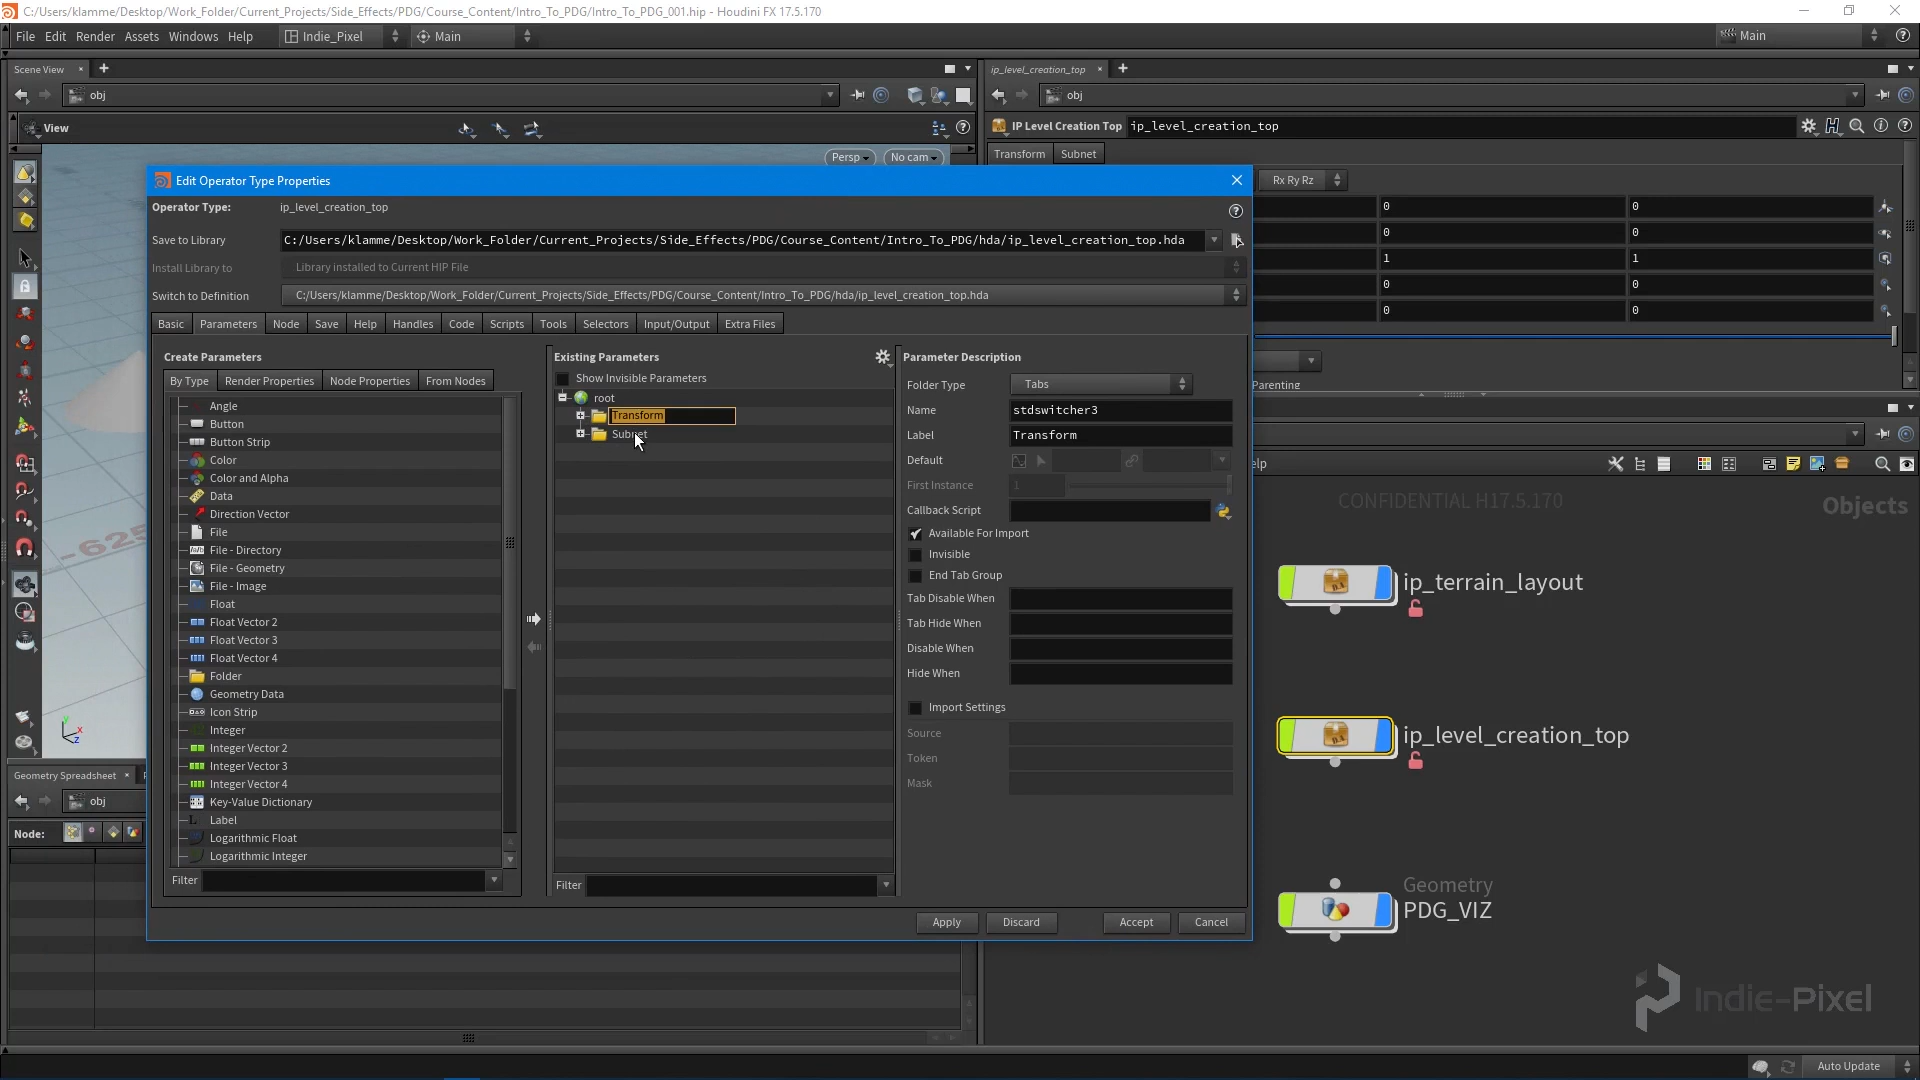 C:/Users/klamme/Desktop/Work_Folder/Current_Projects/Side_Effects/PDG/Course_Content/Intro_To_PDG/Intro_To_PDG_001.hip - Houdini FX 17.5.170
File Edit Render Assets Windows Help Indie_Pixel Main Main
Scene View ip_level_creation_top
obj obj
View IP Level Creation Top ip_level_creation_top
Persp No cam Transform Subnet
Edit Operator Type Properties Rx Ry Rz
Operator Type: ip_level_creation_top 0 0
Save to Library C:/Users/klamme/Desktop/Work_Folder/Current_Projects/Side_Effects/PDG/Course_Content/Intro_To_PDG/hda/ip_level_creation_top.hda 0 0
Install Library to Library installed to Current HIP File 1 1
Switch to Definition C:/Users/klamme/Desktop/Work_Folder/Current_Projects/Side_Effects/PDG/Course_Content/Intro_To_PDG/hda/ip_level_creation_top.hda 0 0
Basic Parameters Node Save Help Handles Code Scripts Tools Selectors Input/Output Extra Files 0 0
Create Parameters Existing Parameters Parameter Description
By Type Render Properties Node Properties From Nodes Show Invisible Parameters Folder Type Tabs Parenting
root
Angle Transform Name stdswitcher3
Button Subnet Label Transform
Button Strip
Color Default
Color and Alpha First Instance 1
Data
Direction Vector Callback Script
File Available For Import
File - Directory Invisible
File - Geometry End Tab Group
File - Image Tab Disable When
Float Tab Hide When
Float Vector 2
Float Vector 3 Disable When
Float Vector 4 Hide When
Folder
Geometry Data Import Settings
Icon Strip
Integer Source
Integer Vector 2
Integer Vector 3 Token
Integer Vector 4 Mask
Key-Value Dictionary
Label
Logarithmic Float
Logarithmic Integer
Filter Filter
Apply Discard Accept Cancel
-625
Geometry Spreadsheet
obj
Node:
CONFIDENTIAL H17.5.170 Objects
ip_terrain_layout
ip_level_creation_top
Geometry
PDG_VIZ
Indie-Pixel
Auto Update